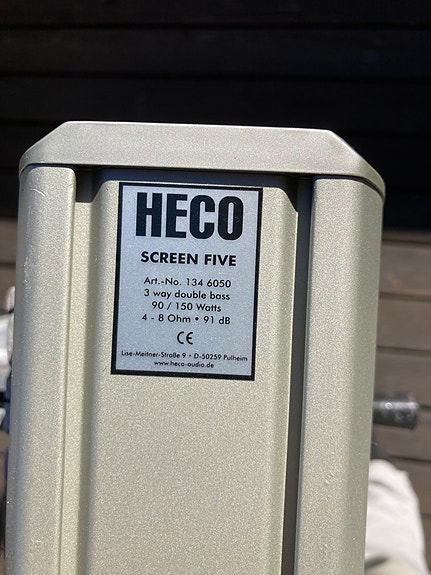 HECO
SCREEN FIVE
Art.-No. 134 6050
3 way double bass
90 / 150 Watts
4 - 8 Ohm • 91 dB
CE
Lise-Meitner-Straße 9 • D-50259 Pulheim
www.heco-audio.de